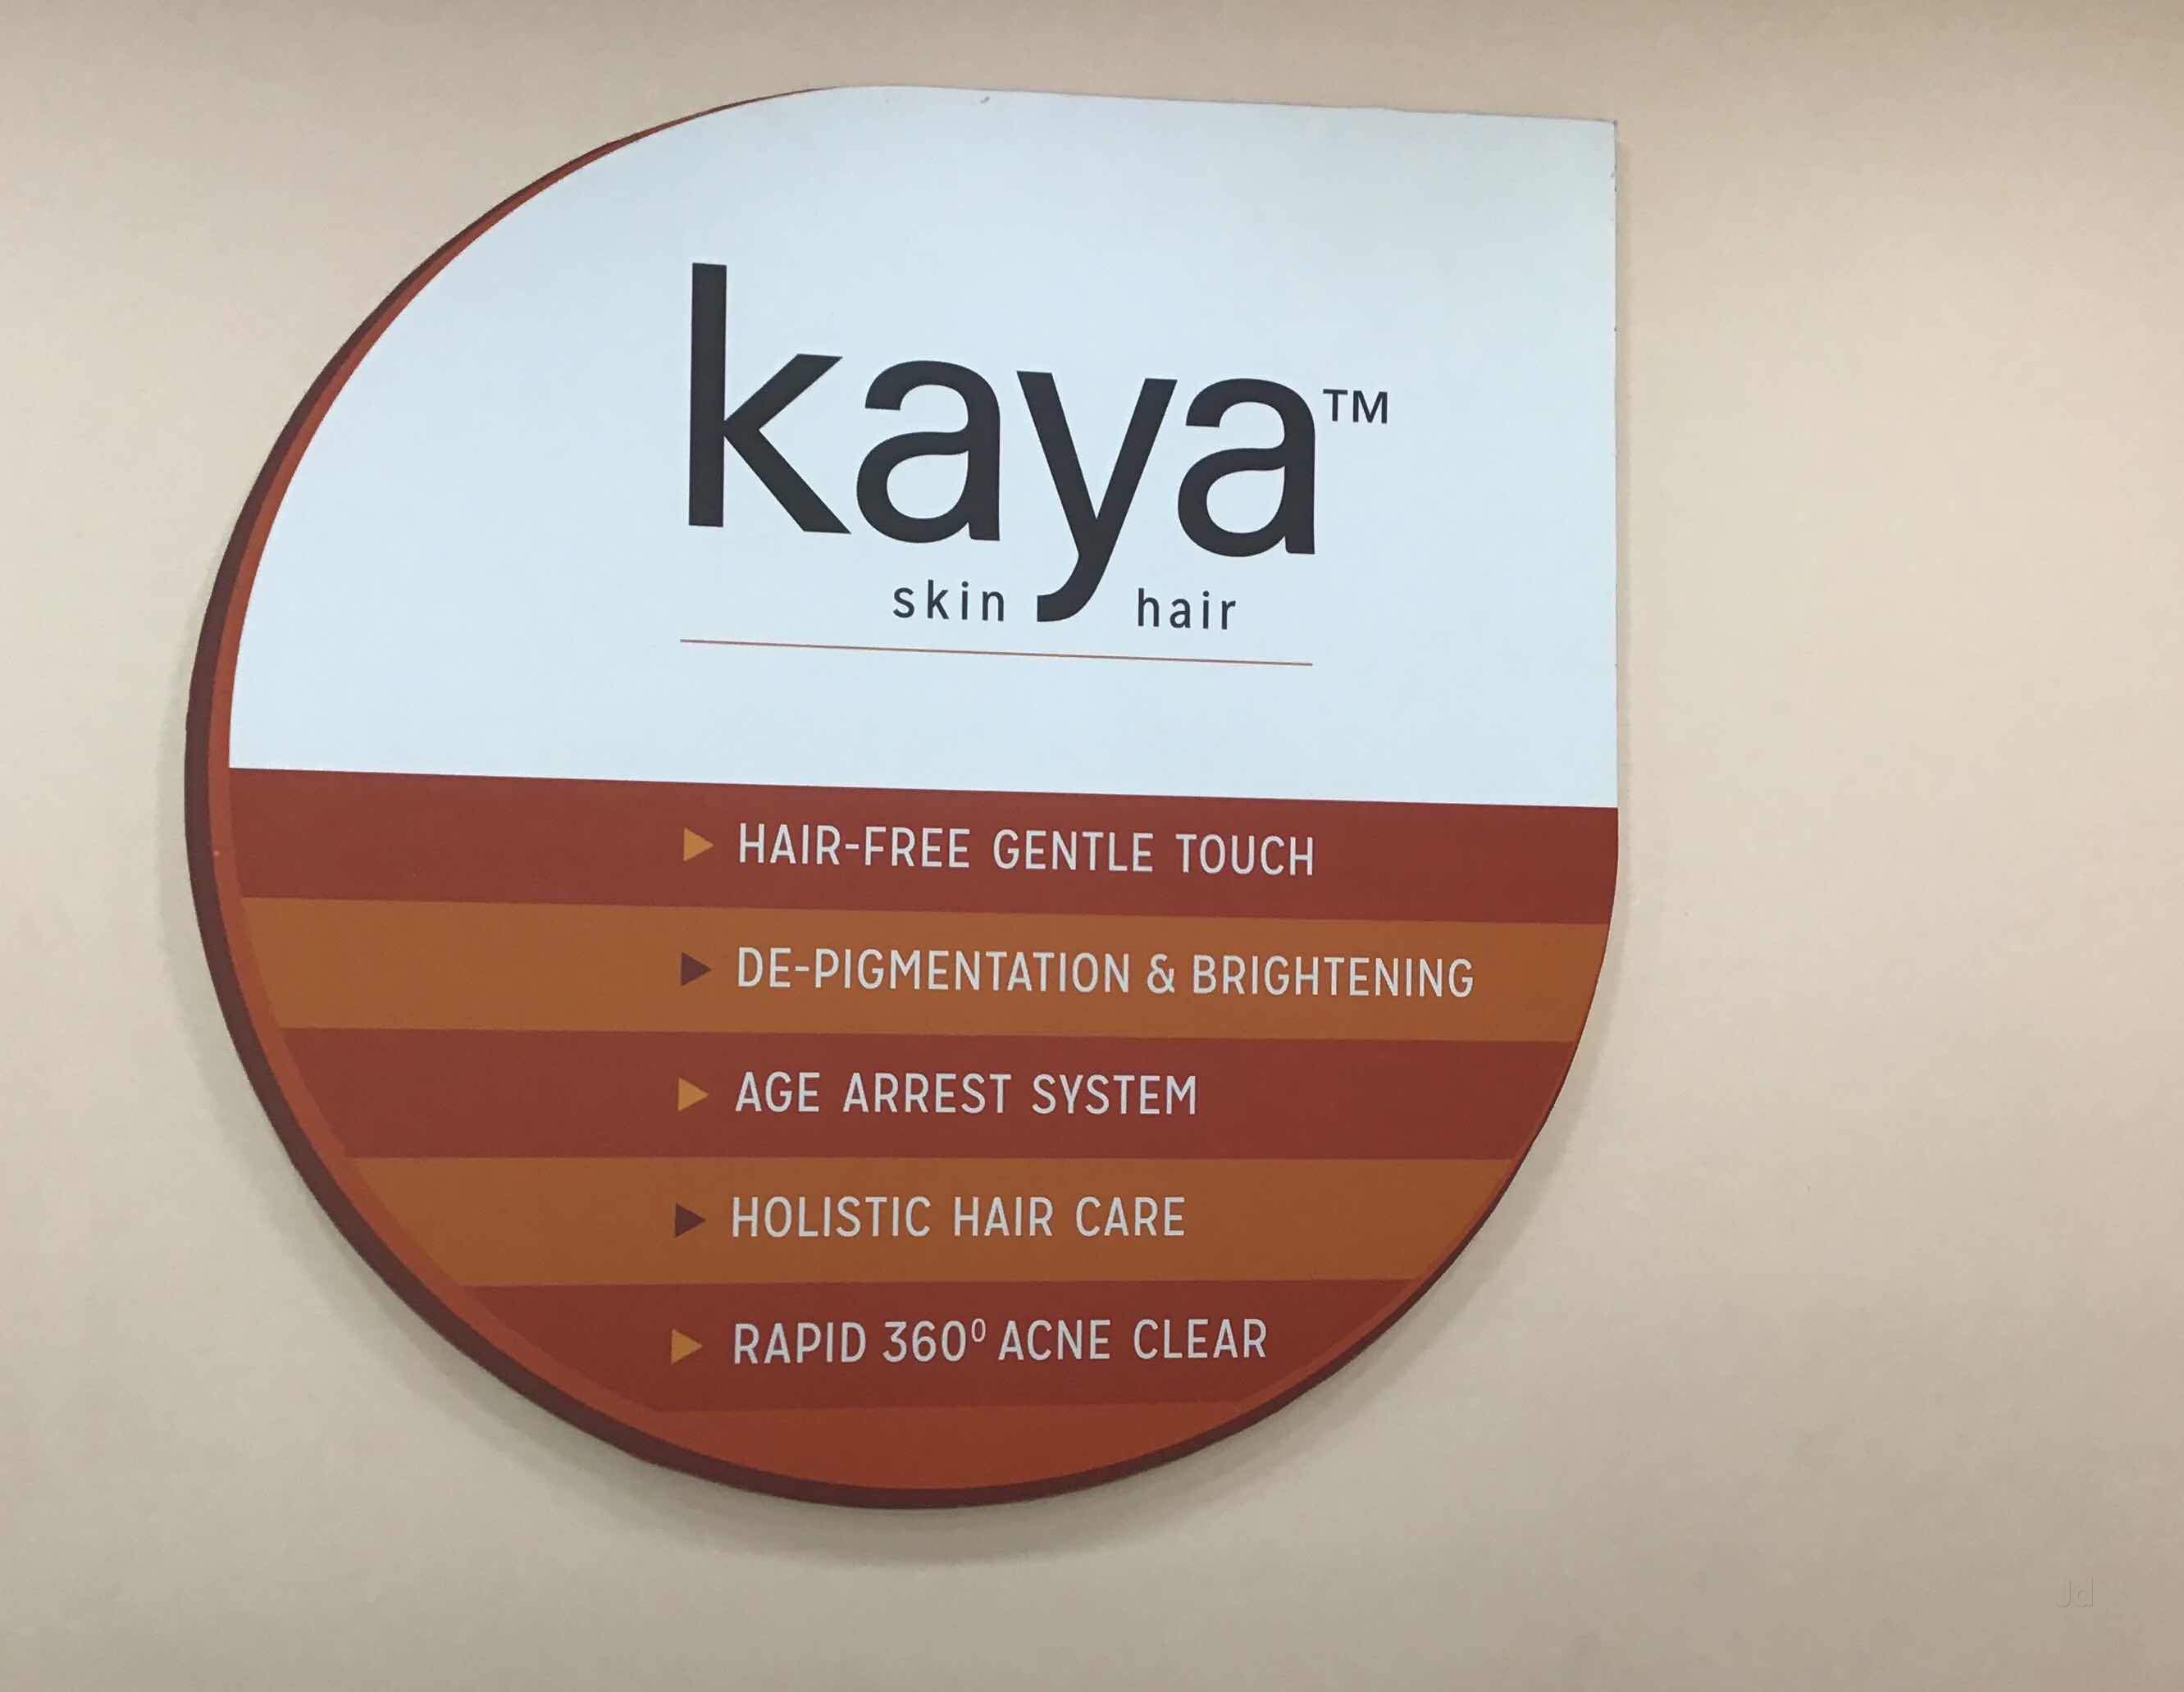 kaya™
skin hair
HAIR-FREE GENTLE TOUCH
DE-PIGMENTATION & BRIGHTENING
AGE ARREST SYSTEM
HOLISTIC HAIR CARE
RAPID 360⁰ ACNE CLEAR
Jd